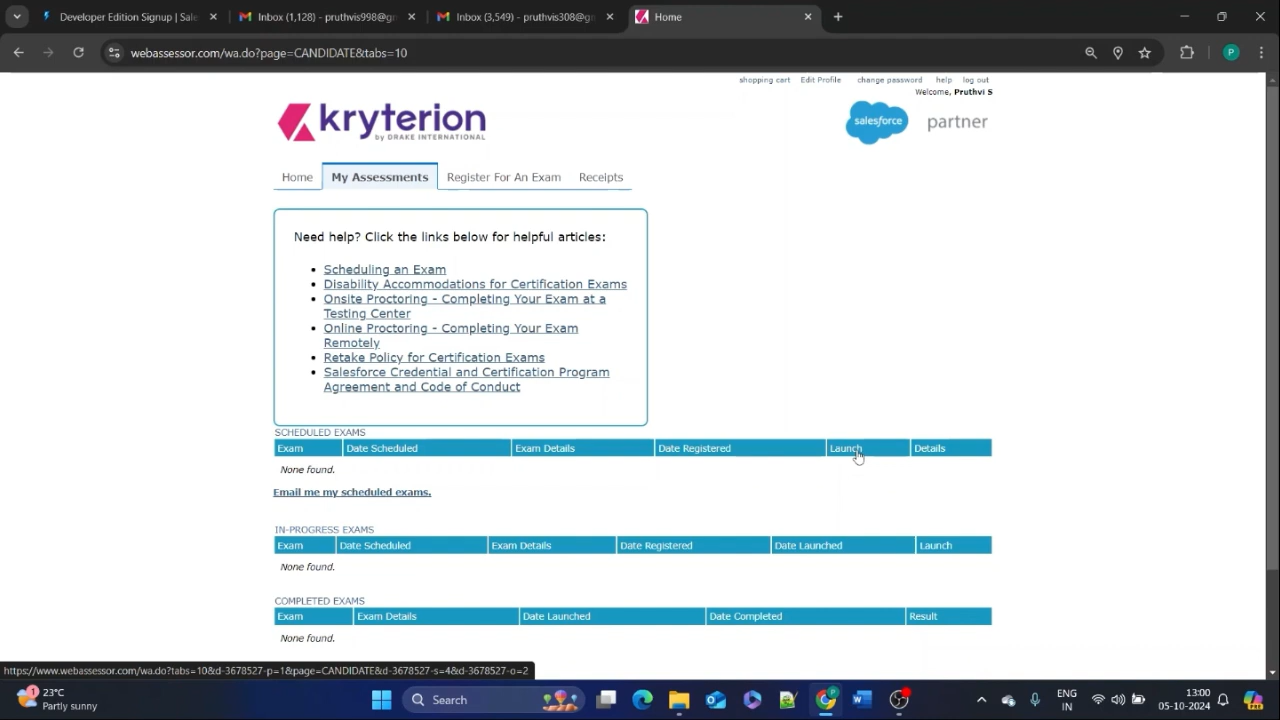 Developer Edition Signup | Sale
Inbox (1,128) - pruthvis998@gm
Inbox (3,549) - pruthvis308@gm
Home
webassessor.com/wa.do?page=CANDIDATE&tabs=10
P
shopping cart Edit Profile change password help log out
Welcome, Pruthvi S
kryterion
by DRAKE INTERNATIONAL
salesforce partner
Home My Assessments Register For An Exam Receipts
Need help? Click the links below for helpful articles:
• Scheduling an Exam
• Disability Accommodations for Certification Exams
• Onsite Proctoring - Completing Your Exam at a
Testing Center
• Online Proctoring - Completing Your Exam
Remotely
• Retake Policy for Certification Exams
• Salesforce Credential and Certification Program
Agreement and Code of Conduct
SCHEDULED EXAMS
Exam Date Scheduled Exam Details Date Registered Launch Details
None found.
Email me my scheduled exams.
IN-PROGRESS EXAMS
Exam Date Scheduled Exam Details Date Registered Date Launched Launch
None found.
COMPLETED EXAMS
Exam Exam Details Date Launched Date Completed Result
None found.
https://www.webassessor.com/wa.do?tabs=10&d-3678527-p=1&page=CANDIDATE&d-3678527-s=4&d-3678527-o=2
1
23°C
Partly sunny
Search
ENG
IN
13:00
05-10-2024